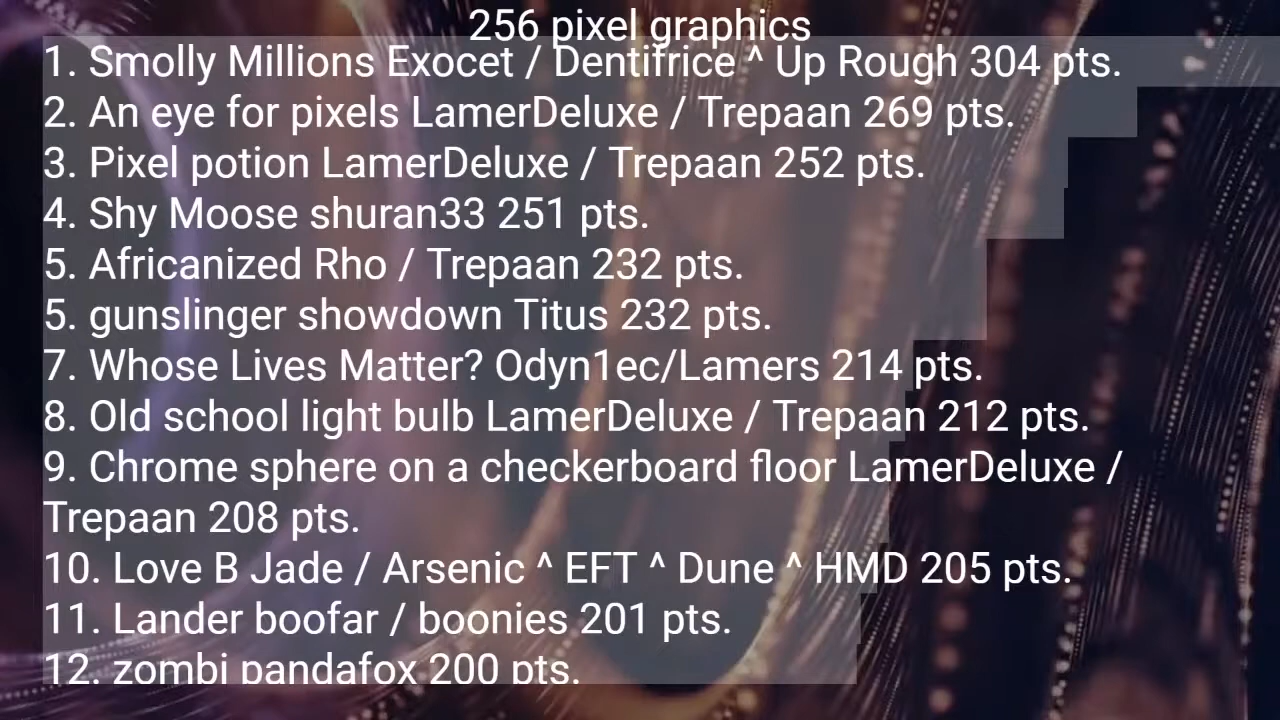 256 pixel graphics
1. Smolly Millions Exocet / Dentifrice ^ Up Rough 304 pts.
2. An eye for pixels LamerDeluxe / Trepaan 269 pts.
3. Pixel potion LamerDeluxe / Trepaan 252 pts.
4. Shy Moose shuran33 251 pts.
5. Africanized Rho / Trepaan 232 pts.
5. gunslinger showdown Titus 232 pts.
7. Whose Lives Matter? Odyn1ec/Lamers 214 pts.
8. Old school light bulb LamerDeluxe / Trepaan 212 pts.
9. Chrome sphere on a checkerboard floor LamerDeluxe /
Trepaan 208 pts.
10. Love B Jade / Arsenic ^ EFT ^ Dune ^ HMD 205 pts.
11. Lander boofar / boonies 201 pts.
12. zombi pandafox 200 pts.